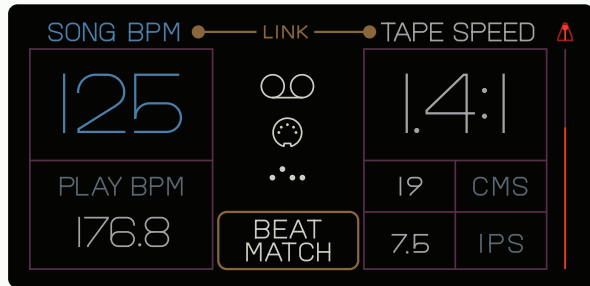 SONG BPM LINK TAPE SPEED
125
1.4:1
PLAY BPM
176.8
BEAT
MATCH
19 CMS
7.5 IPS